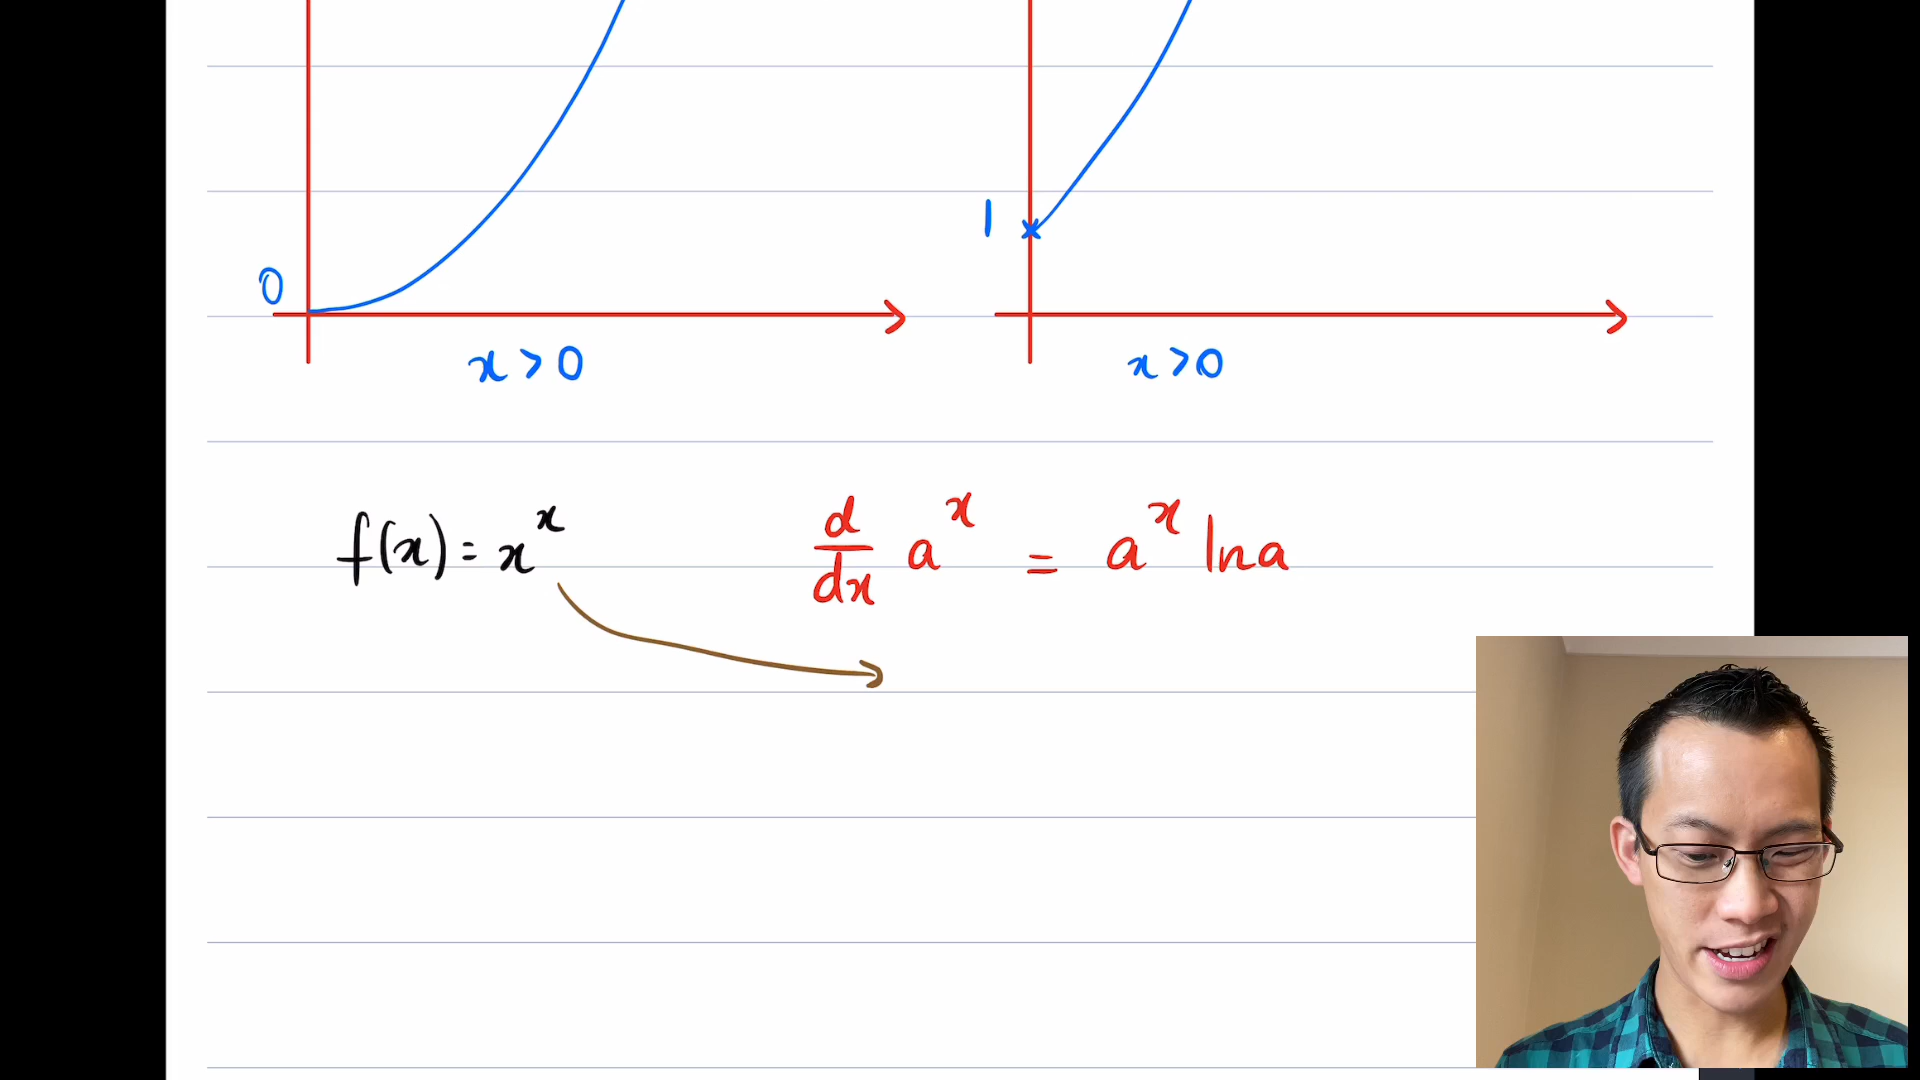 0
1
x > 0
x > 0
f(x) = x^x
d/dx a^x = a^x ln a